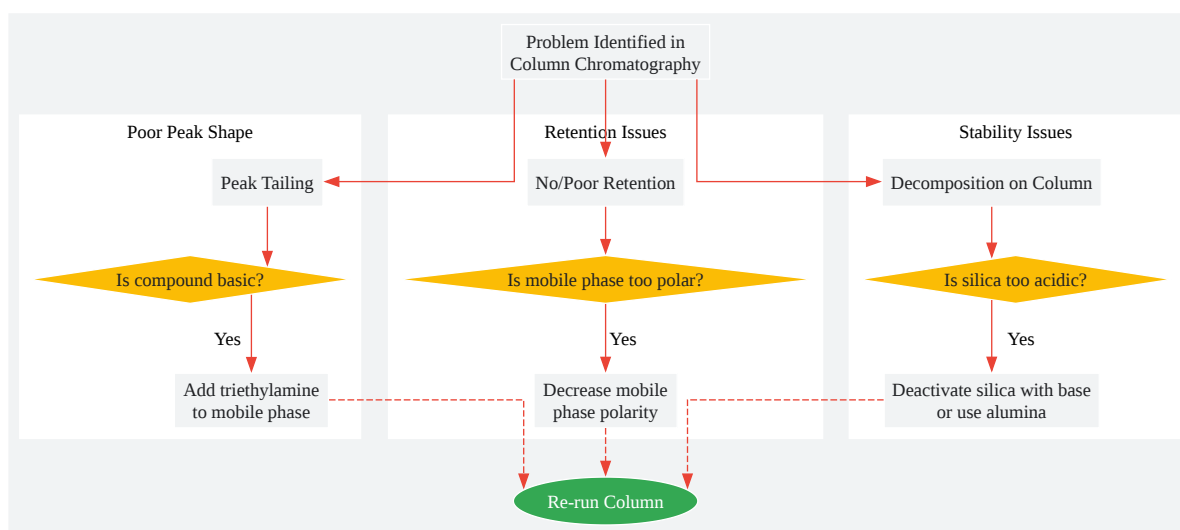 Problem Identified in
Column Chromatography
Poor Peak Shape
Retention Issues
Stability Issues
Peak Tailing
No/Poor Retention
Decomposition on Column
Is compound basic?
Is mobile phase too polar?
Is silica too acidic?
Yes
Yes
Yes
Add triethylamine
to mobile phase
Decrease mobile
phase polarity
Deactivate silica with base
or use alumina
Re-run Column